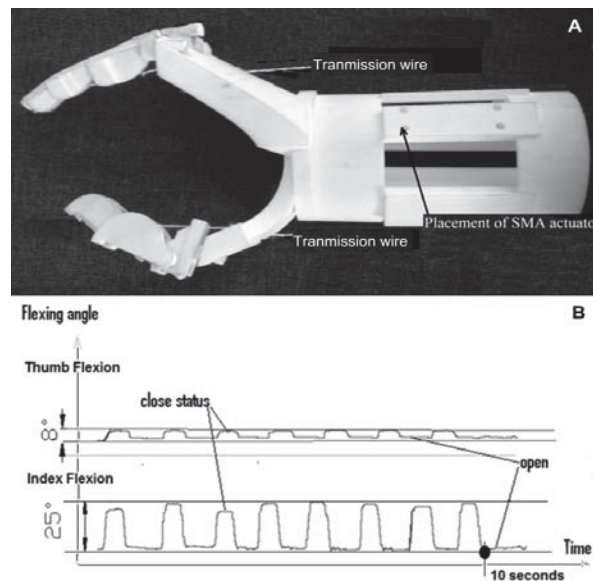 A
Tranmission wire
Placement of SMA actuato
Tranmission wire
Flexing angle
B
Thumb Flexion
close status
8°
open
Index Flexion
25°
Time
10 seconds